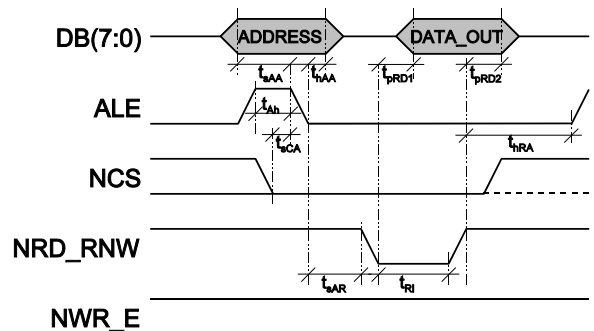 DB(7:0)
ADDRESS
DATA_OUT
tsAA
thAA
tpRD1
tpRD2
ALE
tAh
tsCA
thRA
NCS
NRD_RNW
tsAR
tRl
NWR_E